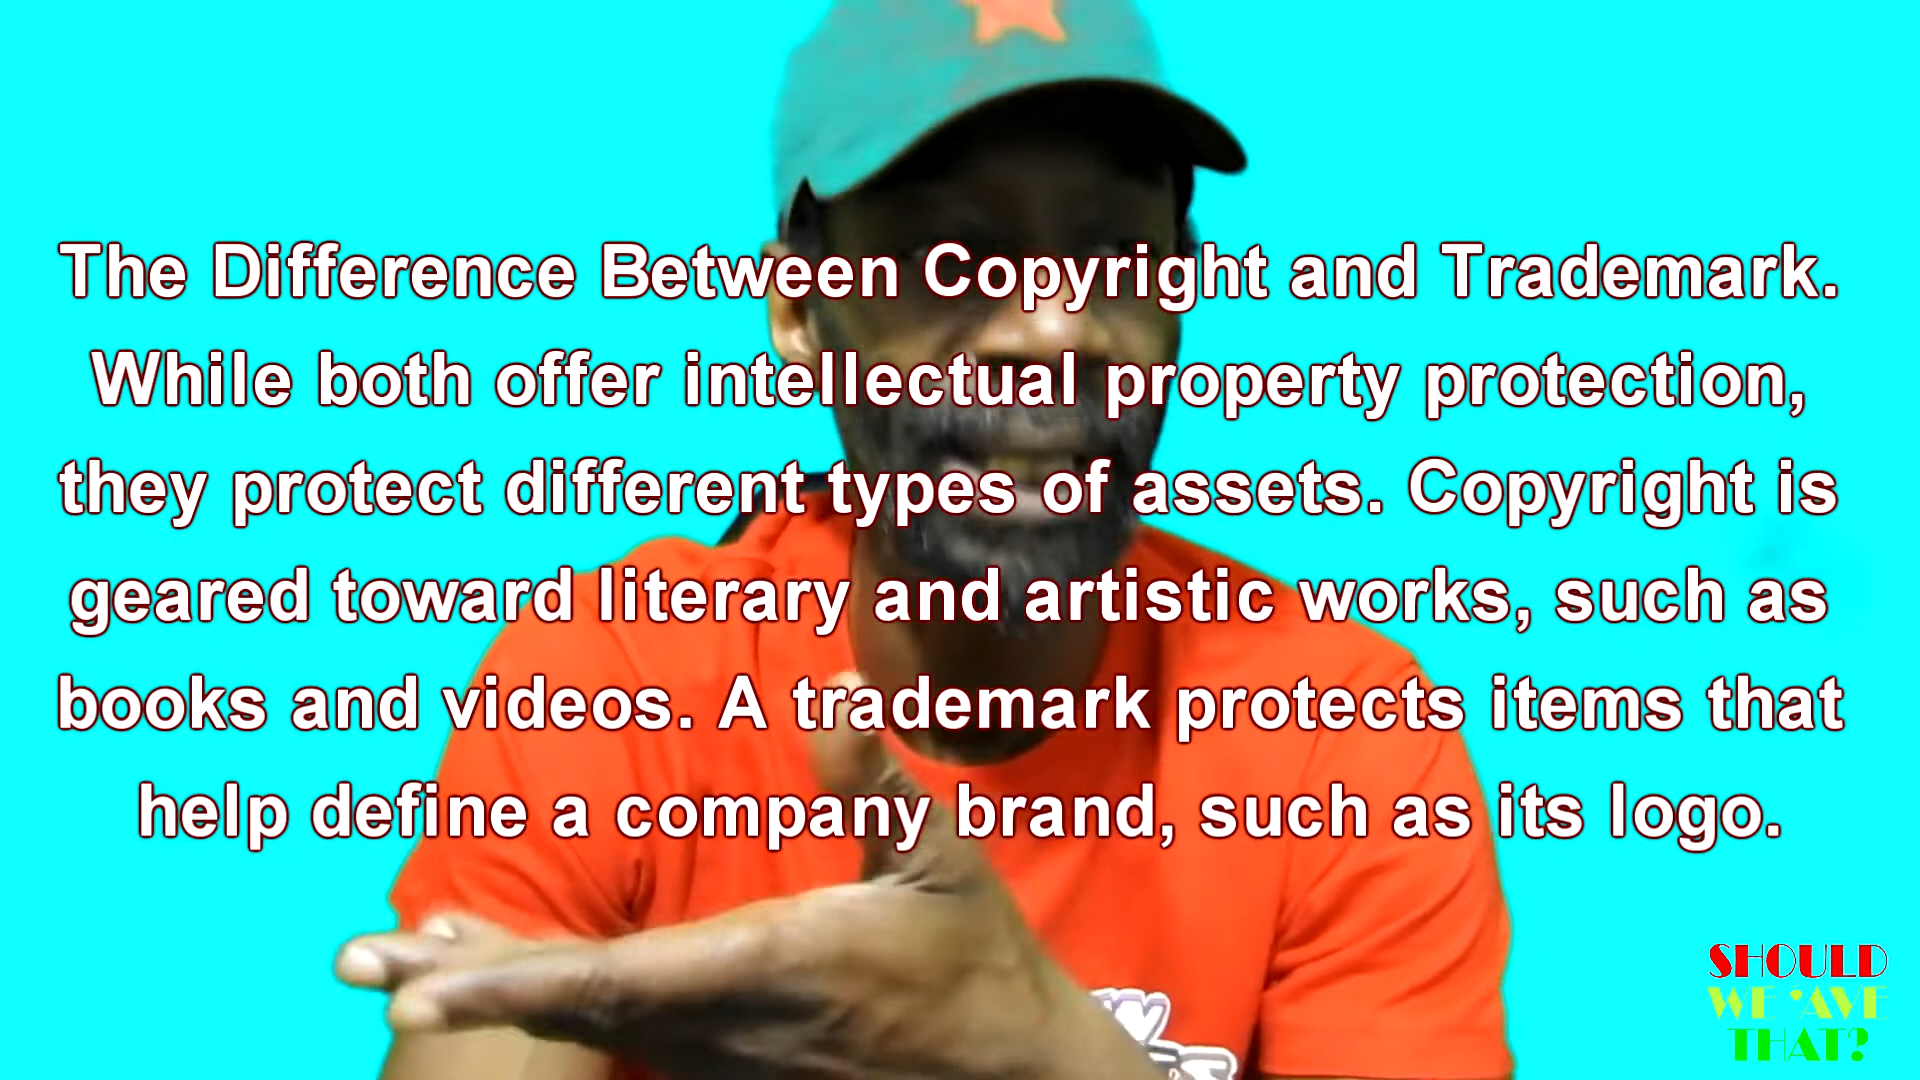 The Difference Between Copyright and Trademark.
While both offer intellectual property protection,
they protect different types of assets. Copyright is
geared toward literary and artistic works, such as
books and videos. A trademark protects items that
help define a company brand, such as its logo.
SHOULD
WE 'AVE
THAT?